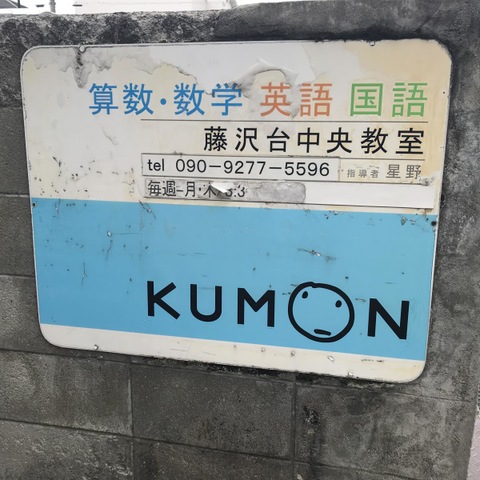 算数・数学 英語 国語
藤沢台中央教室
tel 090-9277-5596 指導者 星野
毎週-月・木
KUMON